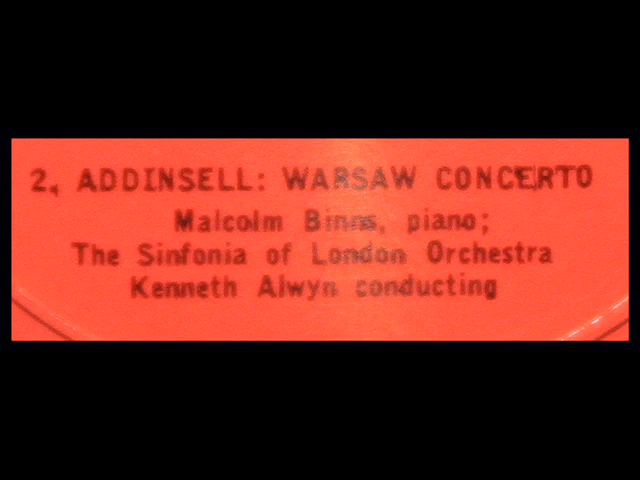 2, ADDINSELL: WARSAW CONCERTO
Malcolm Binns, piano;
The Sinfonia of London Orchestra
Kenneth Alwyn conducting